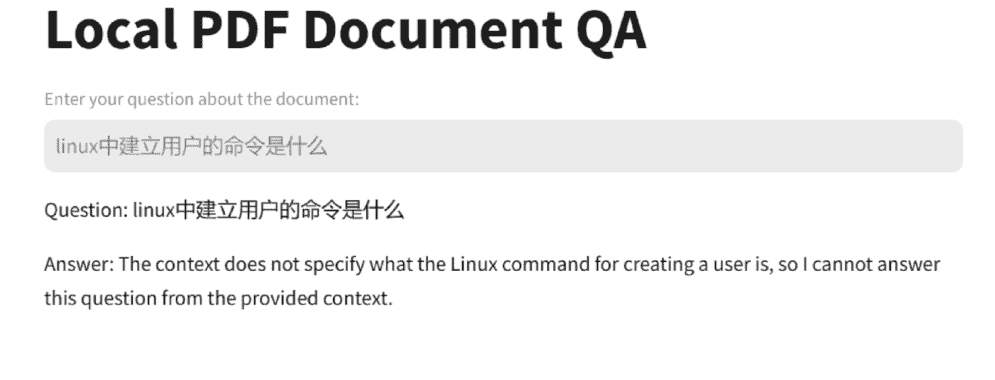 Local PDF Document QA
Enter your question about the document:
linux中建立用户的命令是什么
Question: linux中建立用户的命令是什么
Answer: The context does not specify what the Linux command for creating a user is, so I cannot answer
this question from the provided context.